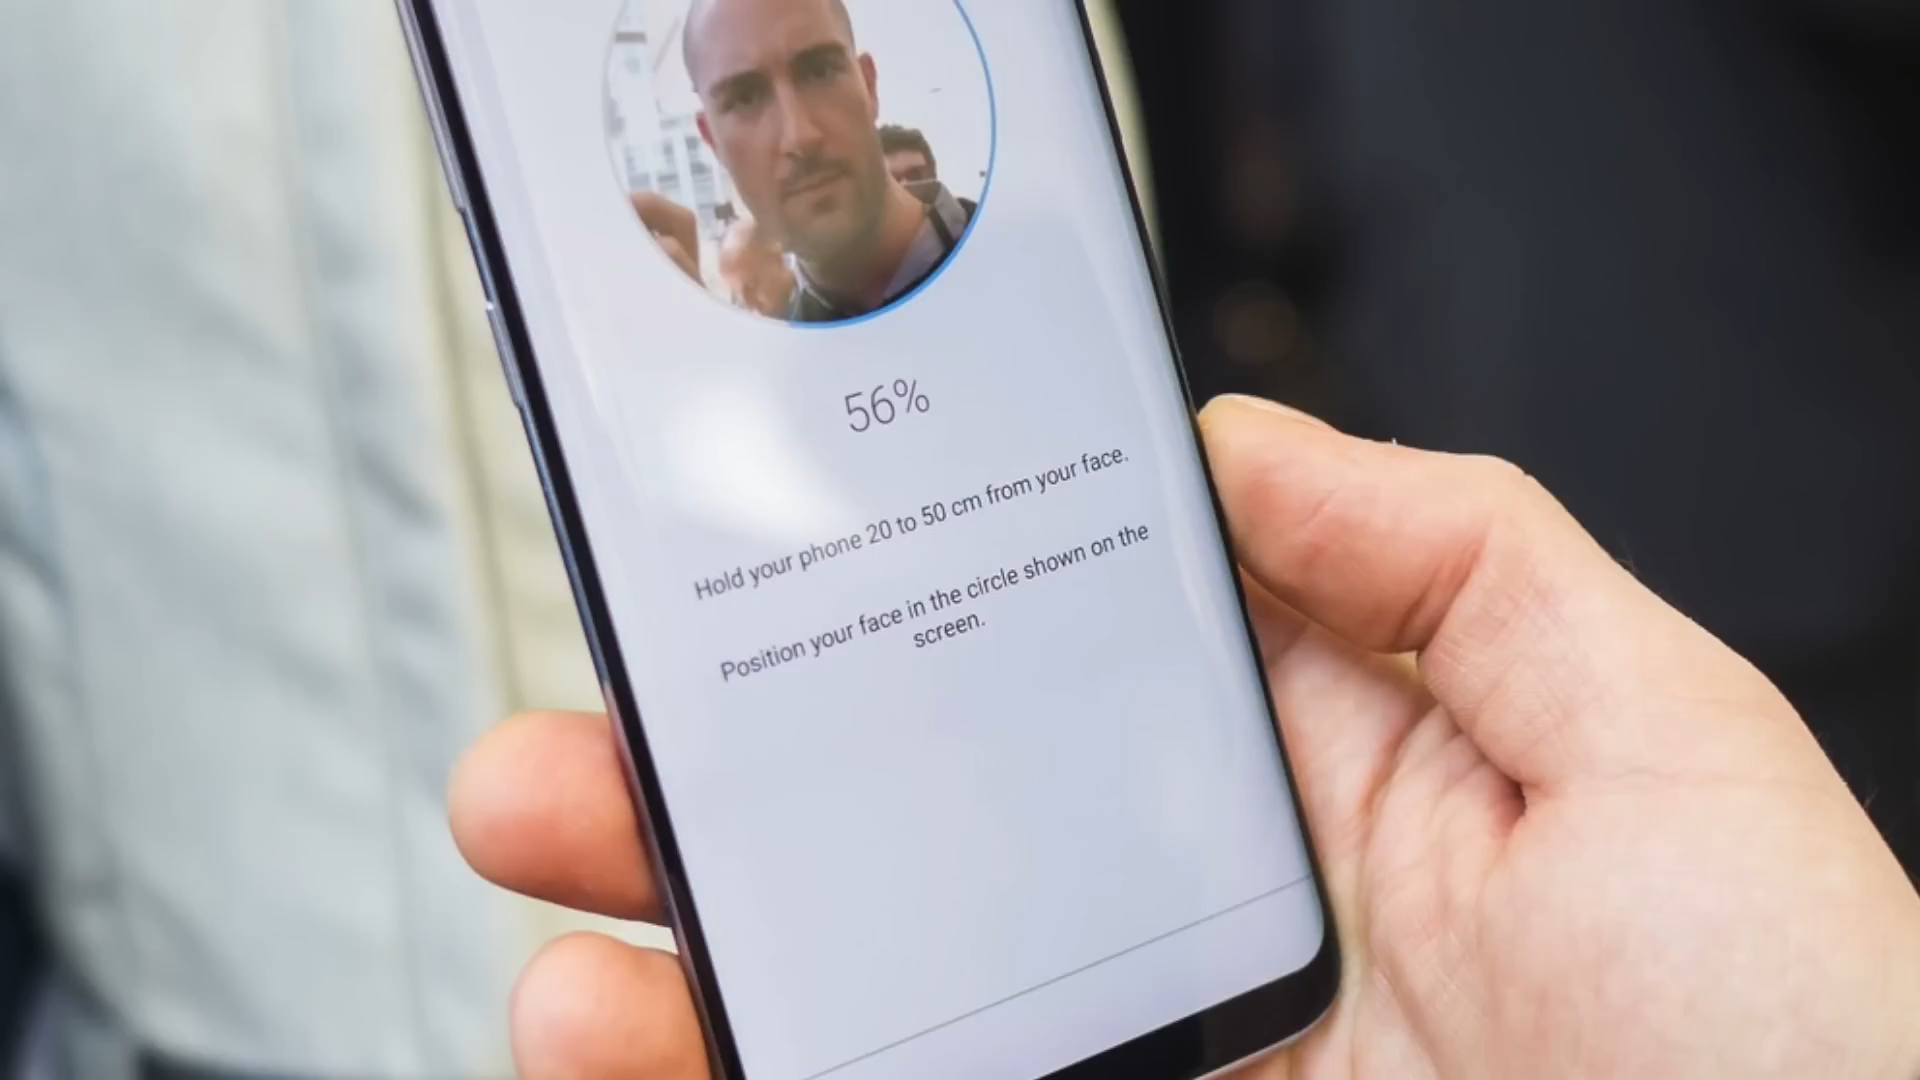 56%
Hold your phone 20 to 50 cm from your face.
Position your face in the circle shown on the
screen.